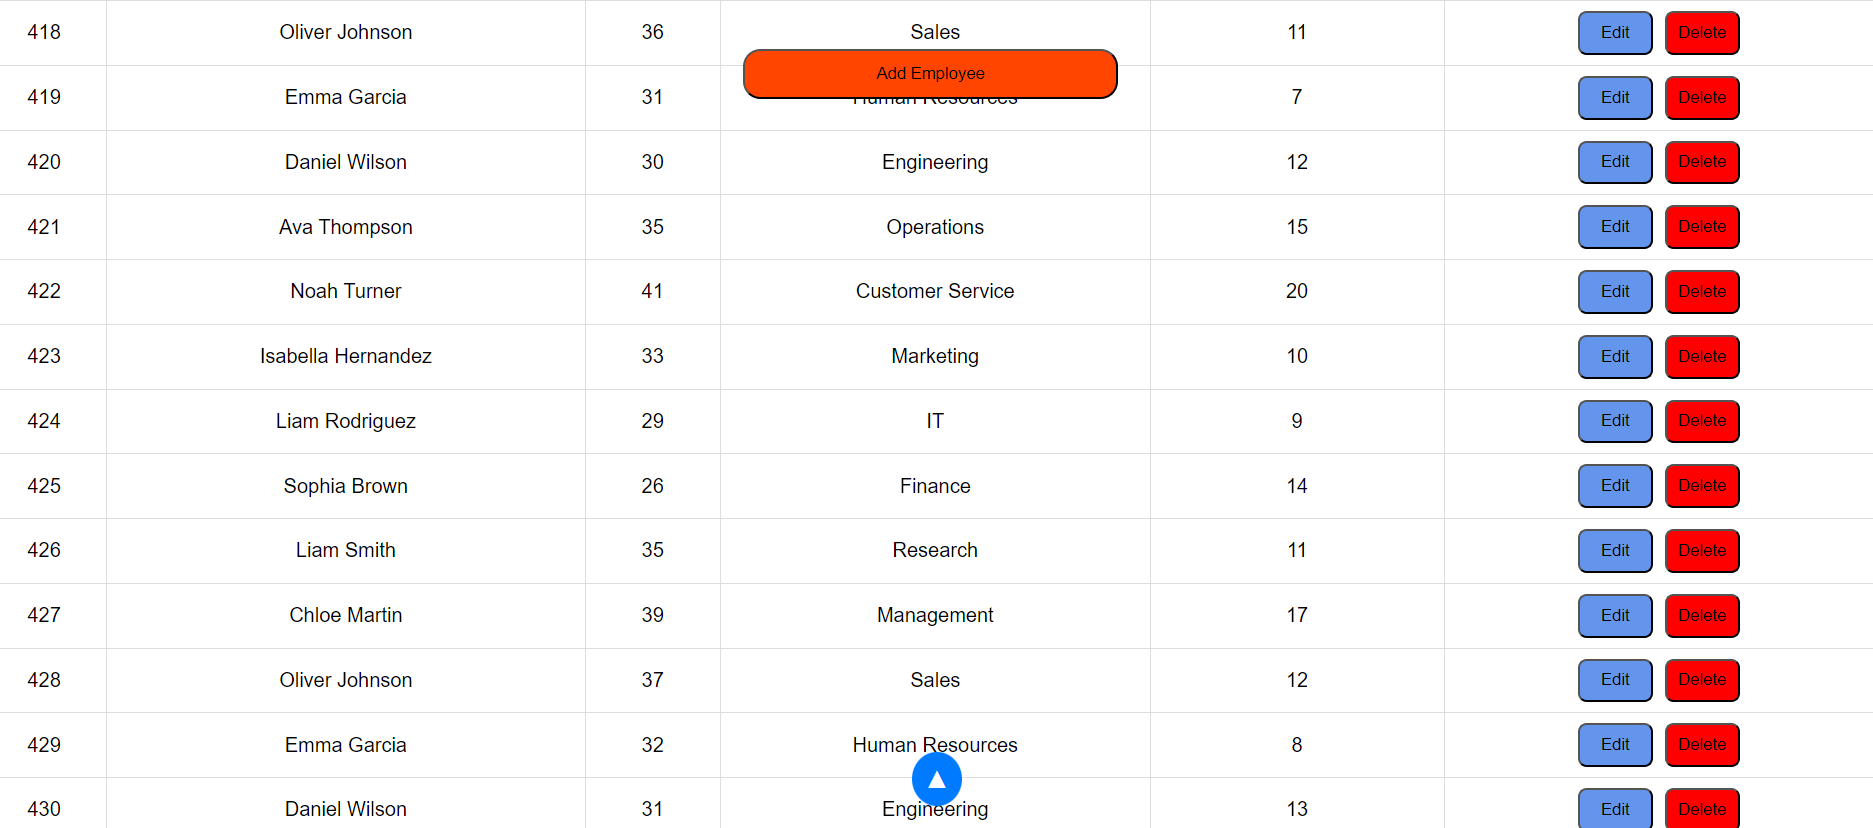 418 Oliver Johnson 36 Sales 11 Edit Delete
Add Employee
419 Emma Garcia 31 Human Resources 7 Edit Delete
420 Daniel Wilson 30 Engineering 12 Edit Delete
421 Ava Thompson 35 Operations 15 Edit Delete
422 Noah Turner 41 Customer Service 20 Edit Delete
423 Isabella Hernandez 33 Marketing 10 Edit Delete
424 Liam Rodriguez 29 IT 9 Edit Delete
425 Sophia Brown 26 Finance 14 Edit Delete
426 Liam Smith 35 Research 11 Edit Delete
427 Chloe Martin 39 Management 17 Edit Delete
428 Oliver Johnson 37 Sales 12 Edit Delete
429 Emma Garcia 32 Human Resources 8 Edit Delete
430 Daniel Wilson 31 Engineering 13 Edit Delete